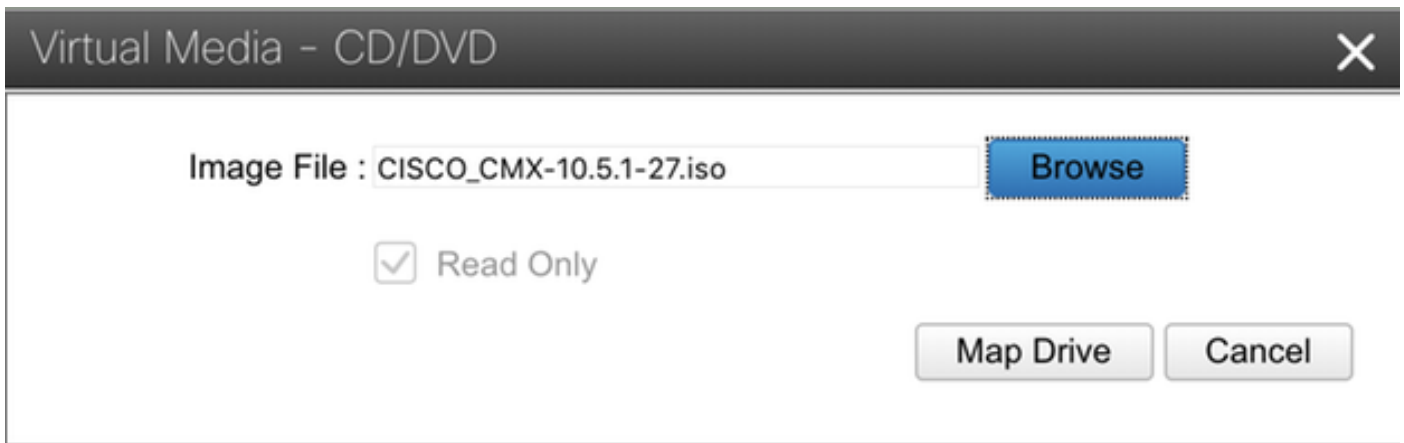 Virtual Media - CD/DVD
Image File : CISCO_CMX-10.5.1-27.iso Browse
Read Only
Map Drive Cancel